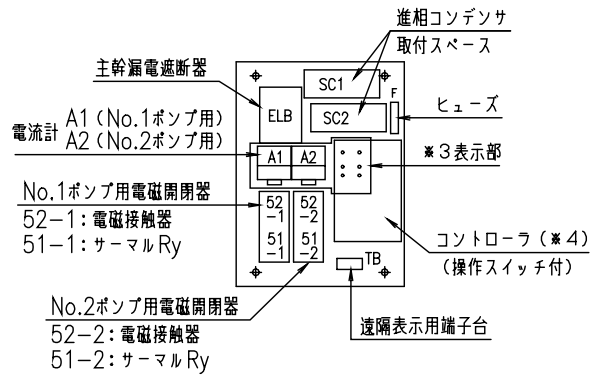 進相コンデンサ
取付スペース
主幹漏電遮断器
SC1
F
ELB
SC2
ヒューズ
電流計 A1(No.1ポンプ用)
A2(No.2ポンプ用)
A1 A2
※3表示部
No.1ポンプ用電磁開閉器
52-1:電磁接触器
51-1:サーマルRy
52
-1
51
-1
52
-2
51
-2
コントローラ(※4)
(操作スイッチ付)
TB
No.2ポンプ用電磁開閉器
52-2:電磁接触器
51-2:サーマルRy
遠隔表示用端子台